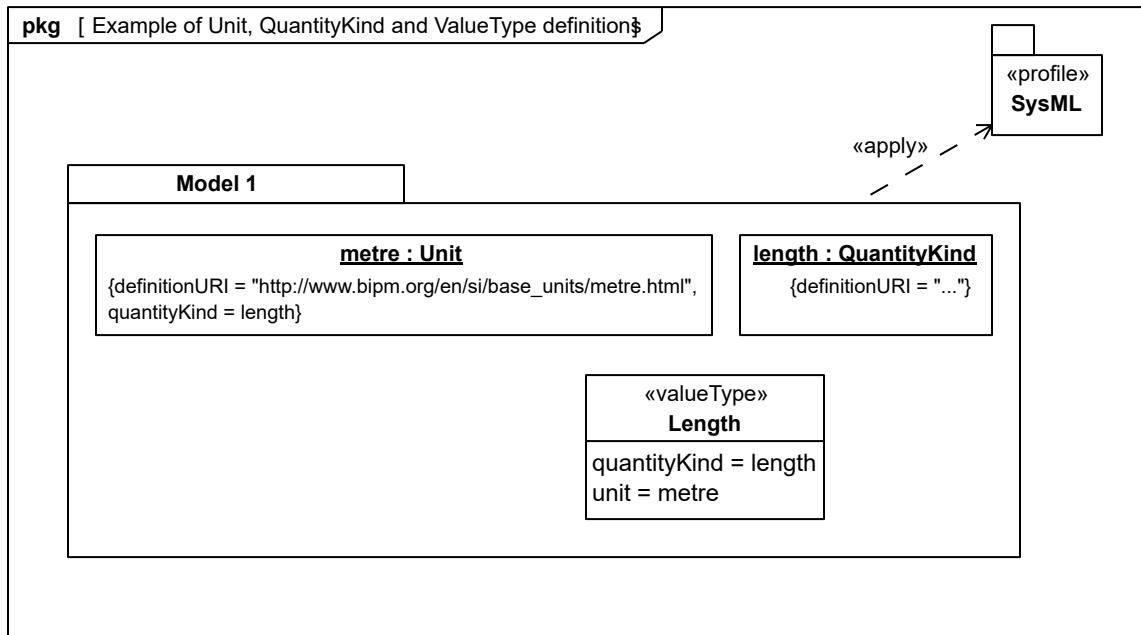 pkg [ Example of Unit, QuantityKind and ValueType definitions]
«profile»
SysML
«apply»
Model 1
metre : Unit
{definitionURI = "http://www.bipm.org/en/si/base_units/metre.html",
quantityKind = length}
length : QuantityKind
{definitionURI = "..."}
«valueType»
Length
quantityKind = length
unit = metre